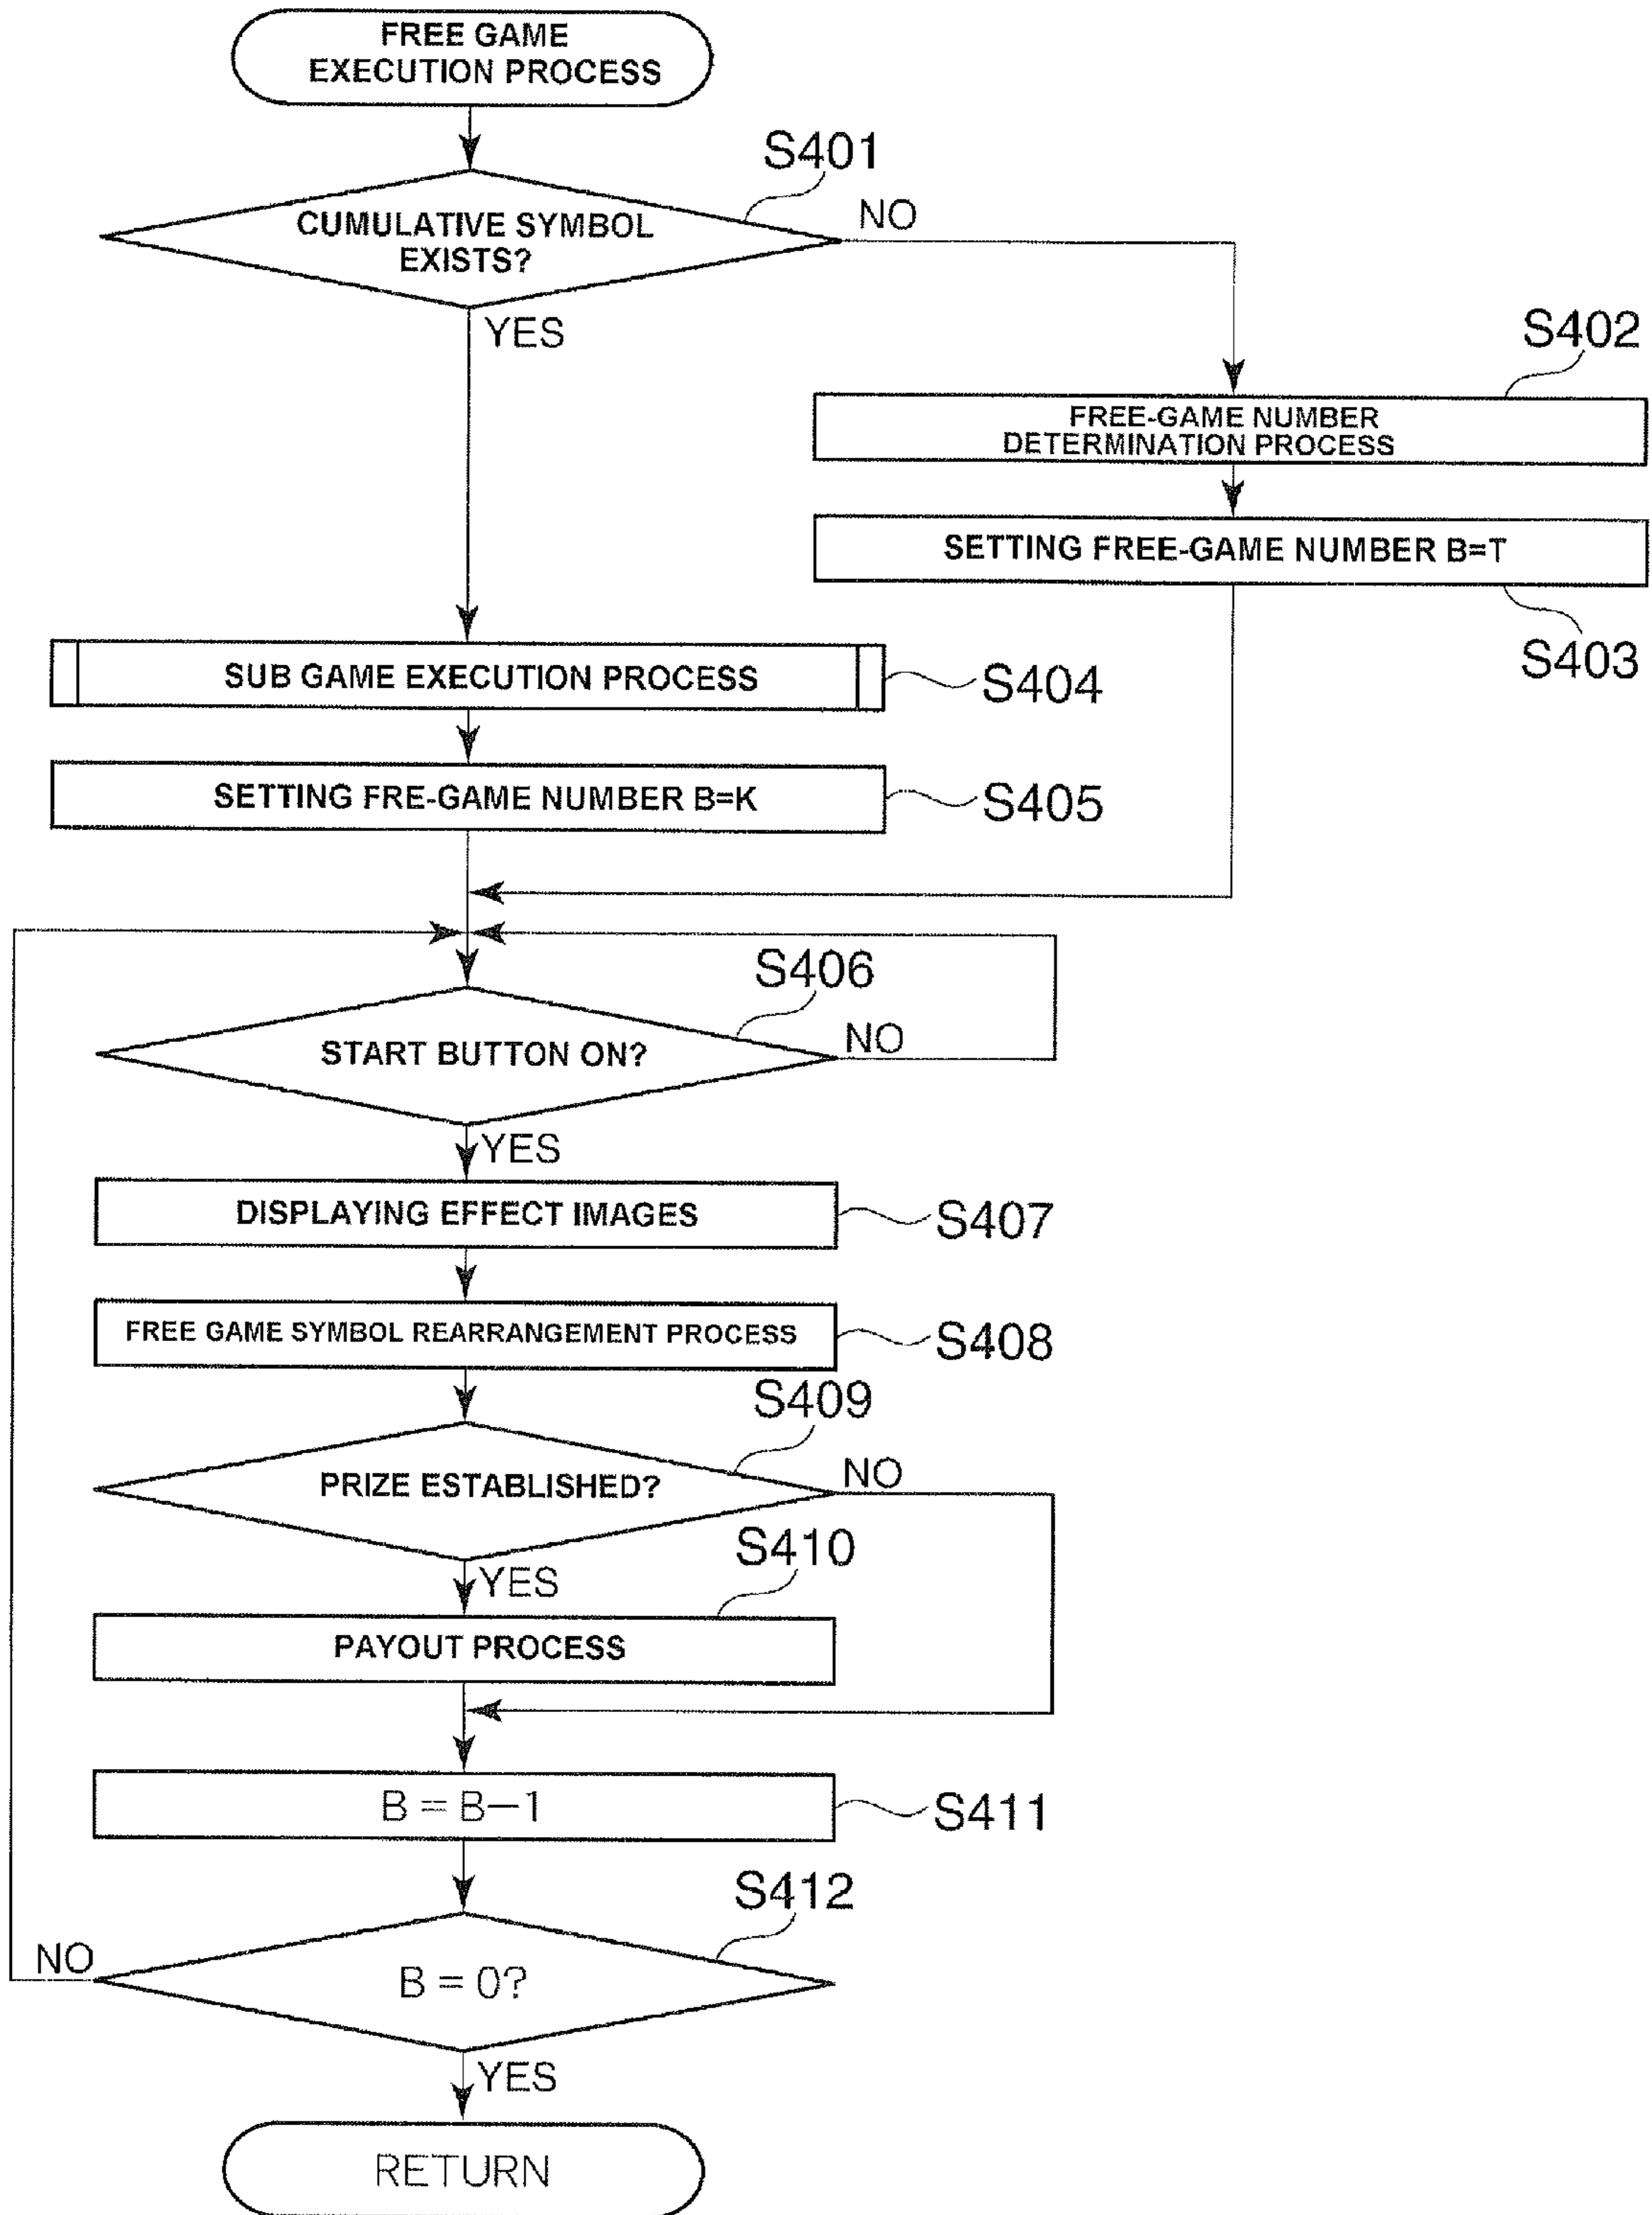 FREE GAME
EXECUTION PROCESS
S401
CUMULATIVE SYMBOL
EXISTS?
NO
YES
S402
FREE-GAME NUMBER
DETERMINATION PROCESS
SETTING FREE-GAME NUMBER B=T
S403
SUB GAME EXECUTION PROCESS
S404
SETTING FRE-GAME NUMBER B=K
S405
S406
START BUTTON ON?
NO
YES
DISPLAYING EFFECT IMAGES
S407
FREE GAME SYMBOL REARRANGEMENT PROCESS
S408
S409
PRIZE ESTABLISHED?
NO
S410
YES
PAYOUT PROCESS
B = B−1
S411
S412
NO
B = 0?
YES
RETURN